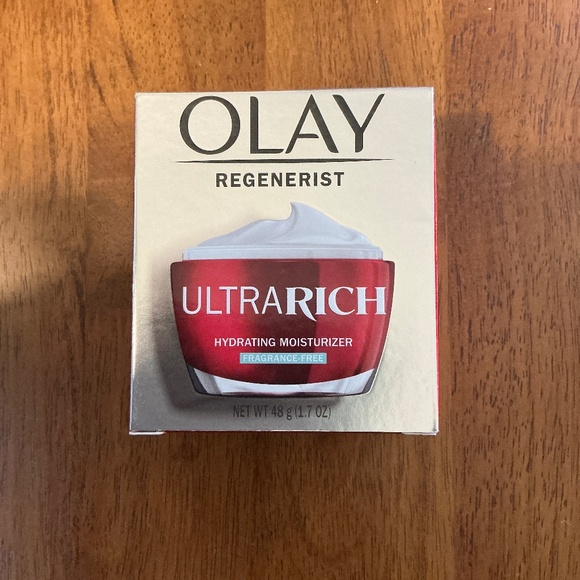 OLAY
REGENERIST
ULTRARICH
HYDRATING MOISTURIZER
FRAGRANCE-FREE
NET WT 48 g (1.7 OZ)